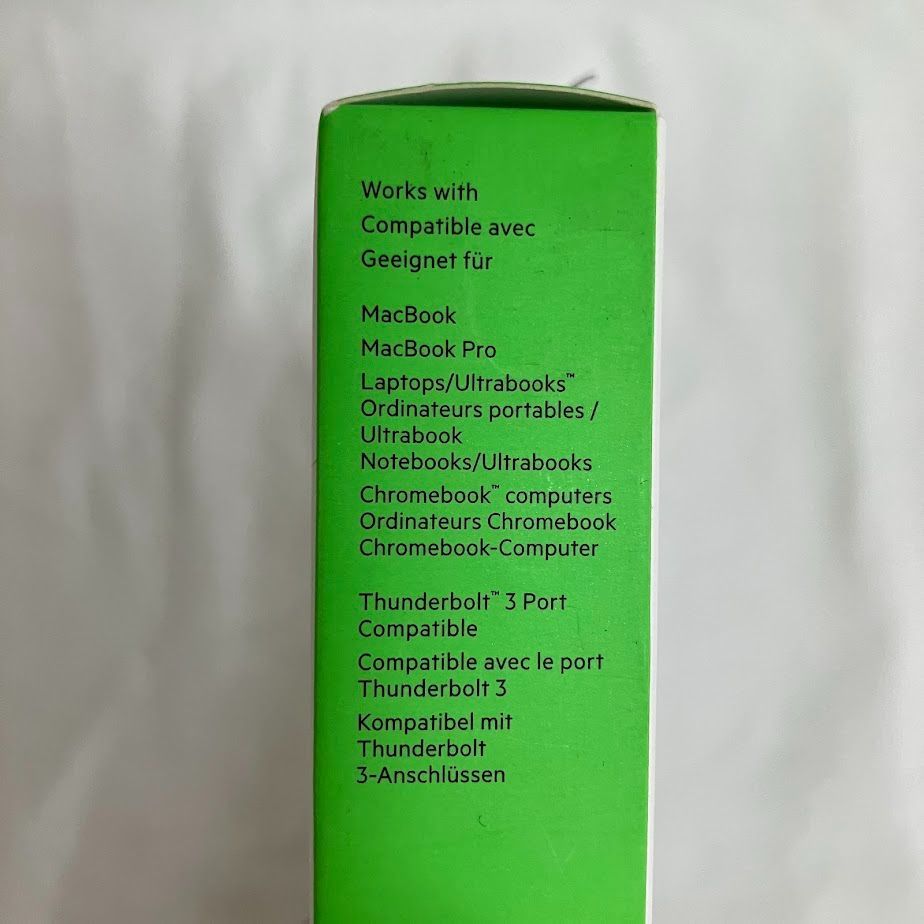 Works with
Compatible avec
Geeignet für
MacBook
MacBook Pro
Laptops/Ultrabooks™
Ordinateurs portables /
Ultrabook
Notebooks/Ultrabooks
Chromebook™ computers
Ordinateurs Chromebook
Chromebook-Computer
Thunderbolt™ 3 Port
Compatible
Compatible avec le port
Thunderbolt 3
Kompatibel mit
Thunderbolt
3-Anschlüssen